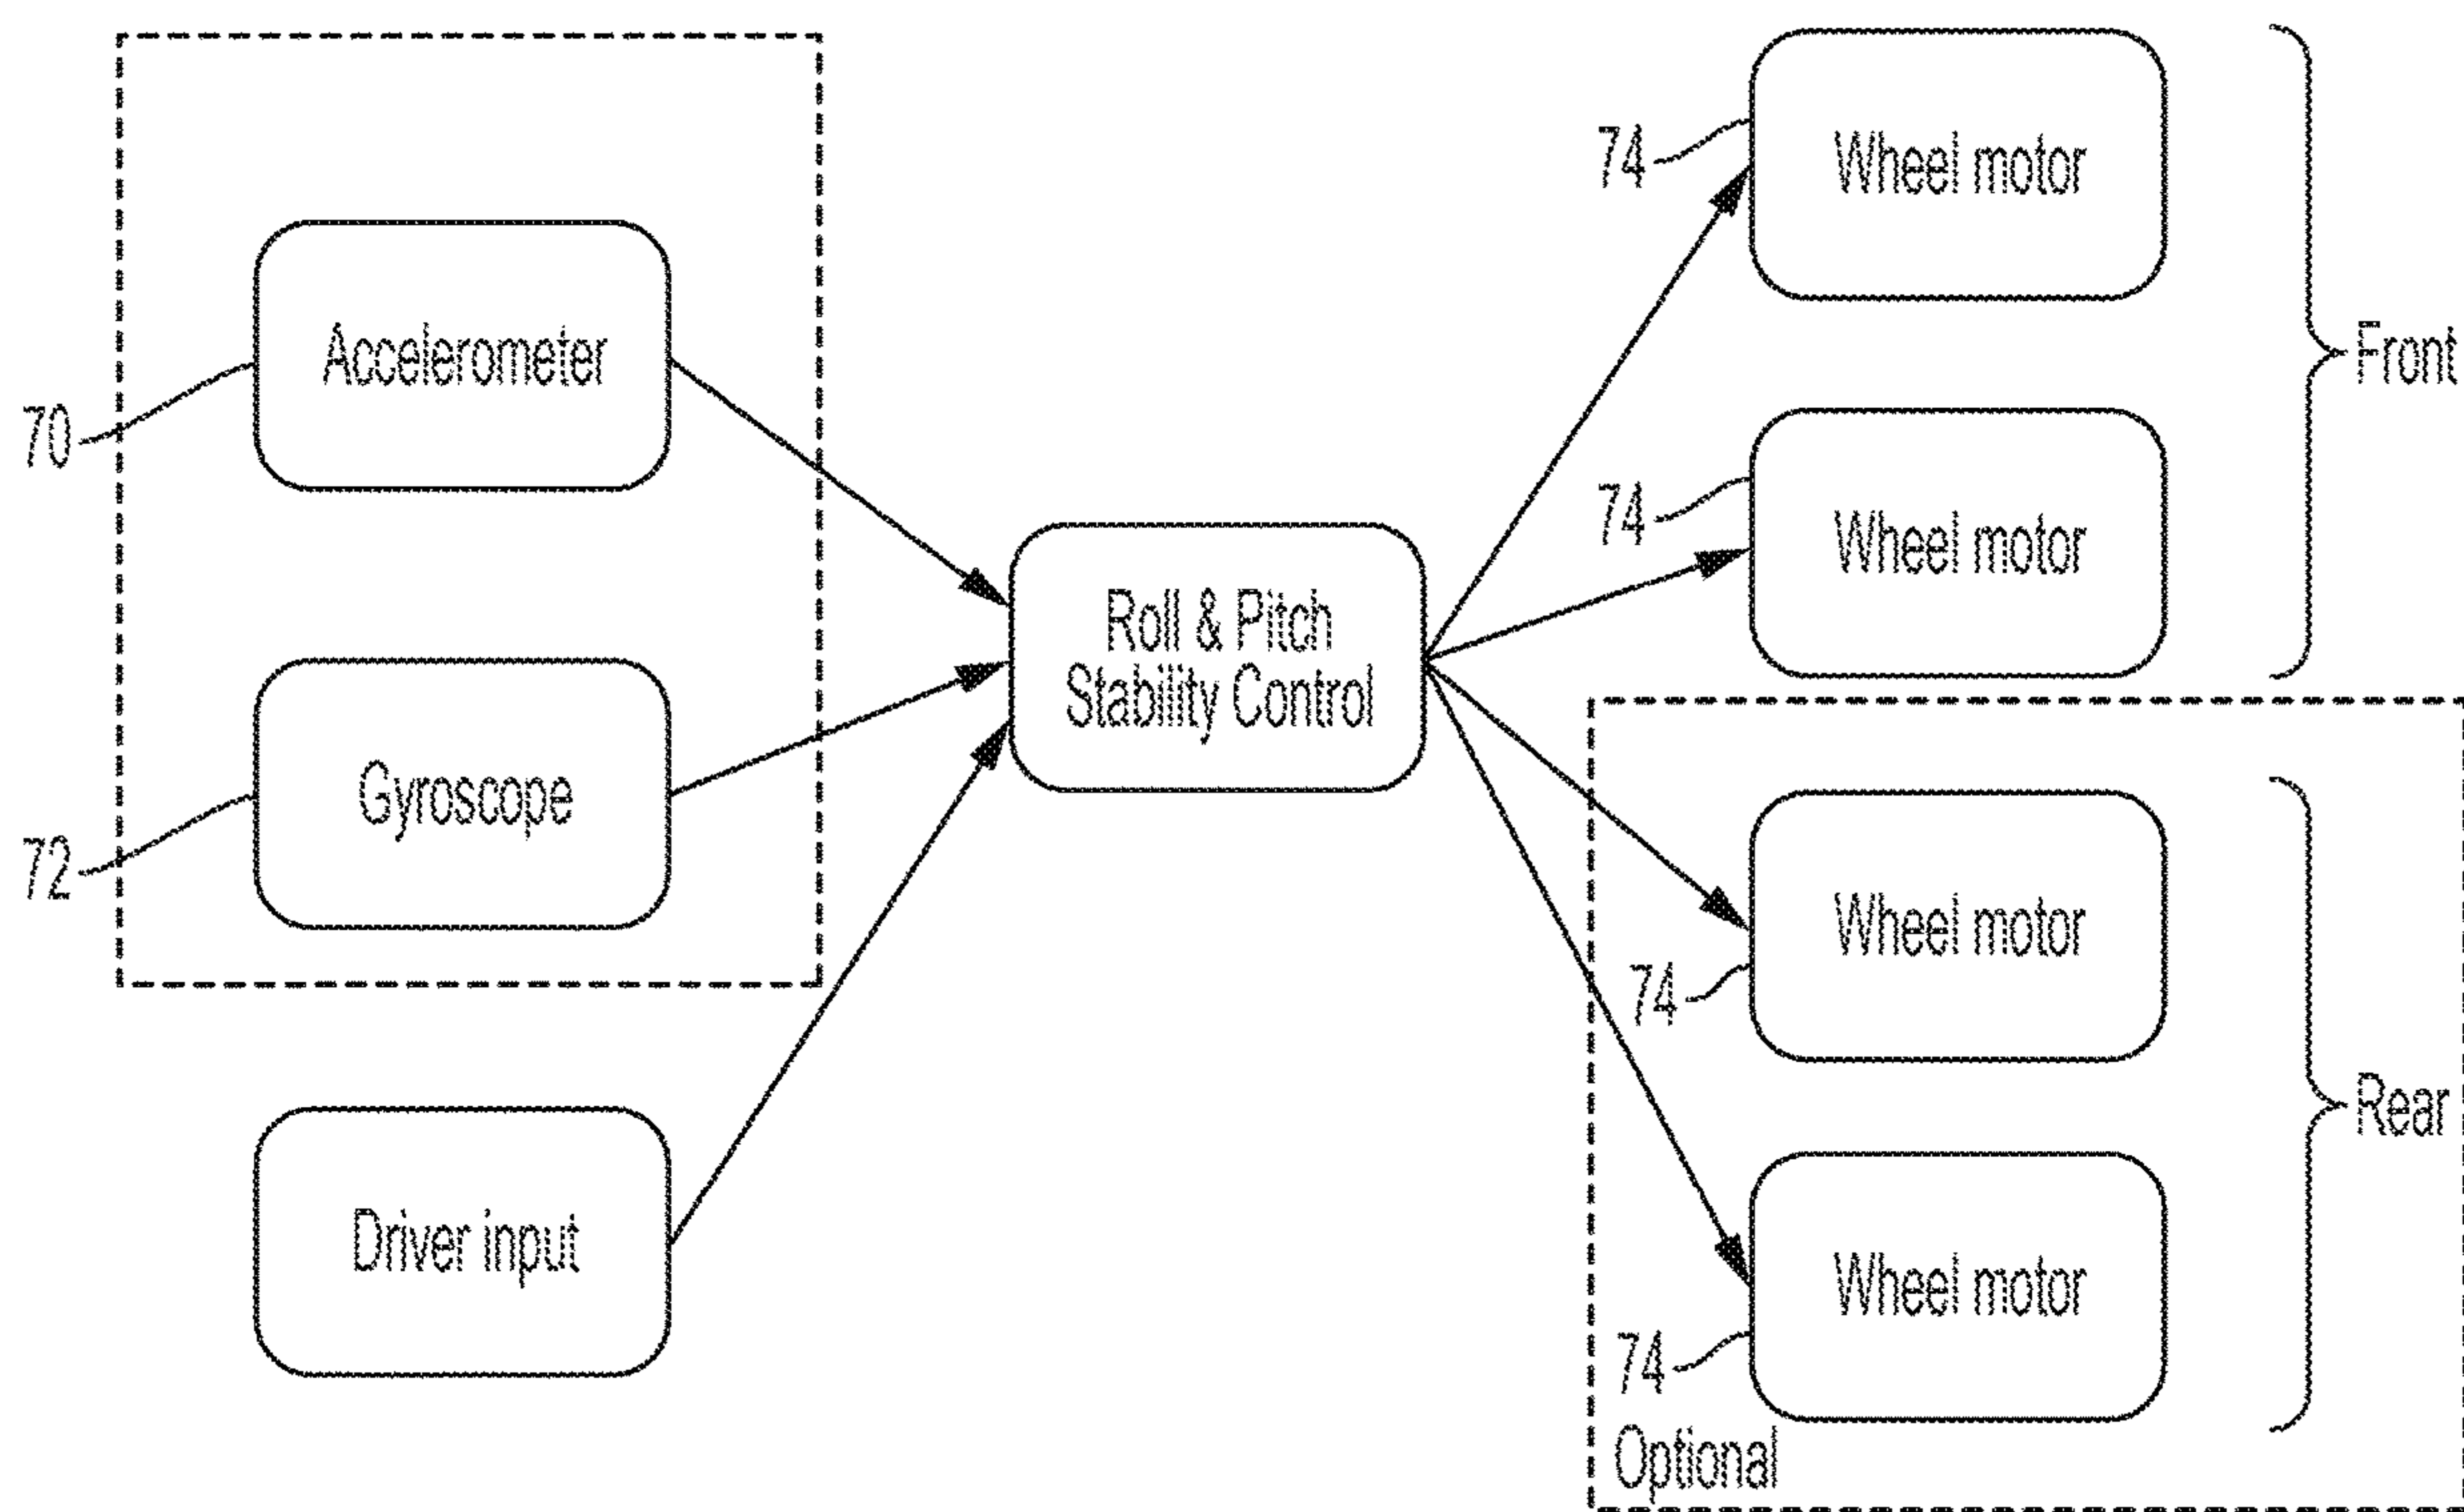 Accelerometer
70
Gyroscope
72
Driver input
Roll & Pitch
Stability Control
74
Wheel motor
74
Wheel motor
Front
Wheel motor
74
Wheel motor
74
Rear
Optional